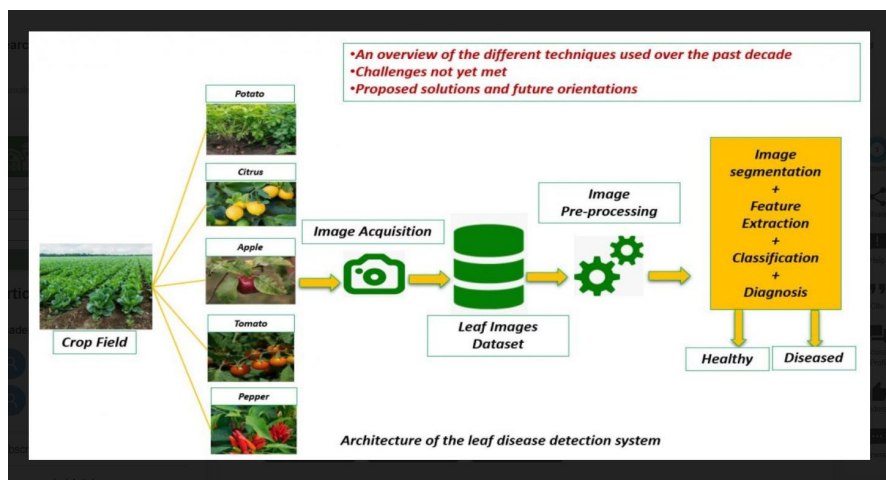 •An overview of the different techniques used over the past decade
•Challenges not yet met
•Proposed solutions and future orientations
Potato
Citrus
Apple
Tomato
Pepper
Crop Field
Image Acquisition
Leaf Images
Dataset
Image
Pre-processing
Image
segmentation
+
Feature
Extraction
+
Classification
+
Diagnosis
Healthy
Diseased
Architecture of the leaf disease detection system